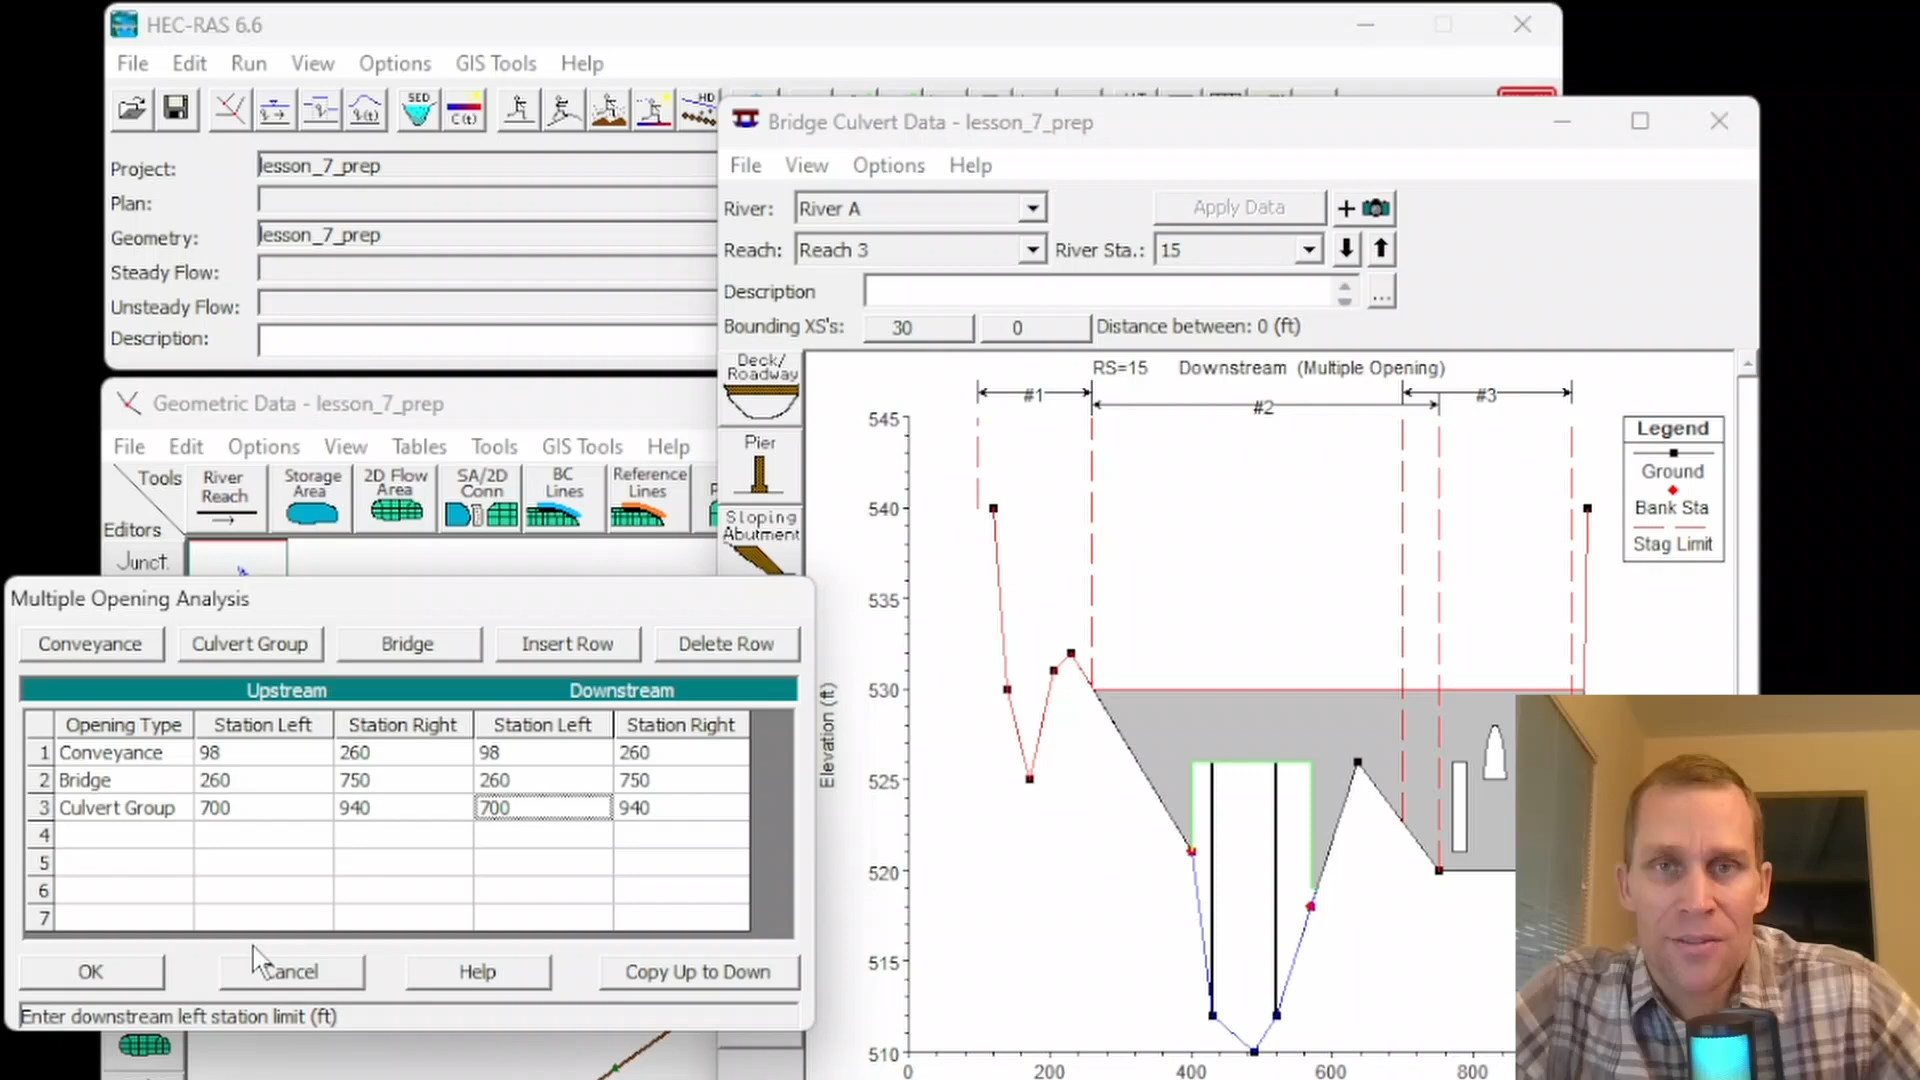 HEC-RAS 6.6
File Edit Run View Options GIS Tools Help
SED
C(t)
HD
Project: lesson_7_prep
Plan:
Geometry: lesson_7_prep
Steady Flow:
Unsteady Flow:
Description:
Geometric Data - lesson_7_prep
File Edit Options View Tables Tools GIS Tools Help
Tools
Editors
River Reach
Storage Area
2D Flow Area
SA/2D Conn
BC Lines
Reference Lines
Junct.
Multiple Opening Analysis
Conveyance Culvert Group Bridge Insert Row Delete Row
Upstream Downstream
Opening Type Station Left Station Right Station Left Station Right
1 Conveyance 98 260 98 260
2 Bridge 260 750 260 750
3 Culvert Group 700 940 700 940
4
5
6
7
OK Cancel Help Copy Up to Down
Enter downstream left station limit (ft)
Bridge Culvert Data - lesson_7_prep
File View Options Help
River: River A Apply Data +
Reach: Reach 3 River Sta.: 15
Description ...
Bounding XS's: 30 0 Distance between: 0 (ft)
Deck/ Roadway
Pier
Sloping Abutment
RS=15 Downstream (Multiple Opening)
#1 #2 #3
545
540
535
530
525
520
515
510
Elevation (ft)
0 200 400 600 800
Legend
Ground
Bank Sta
Stag Limit